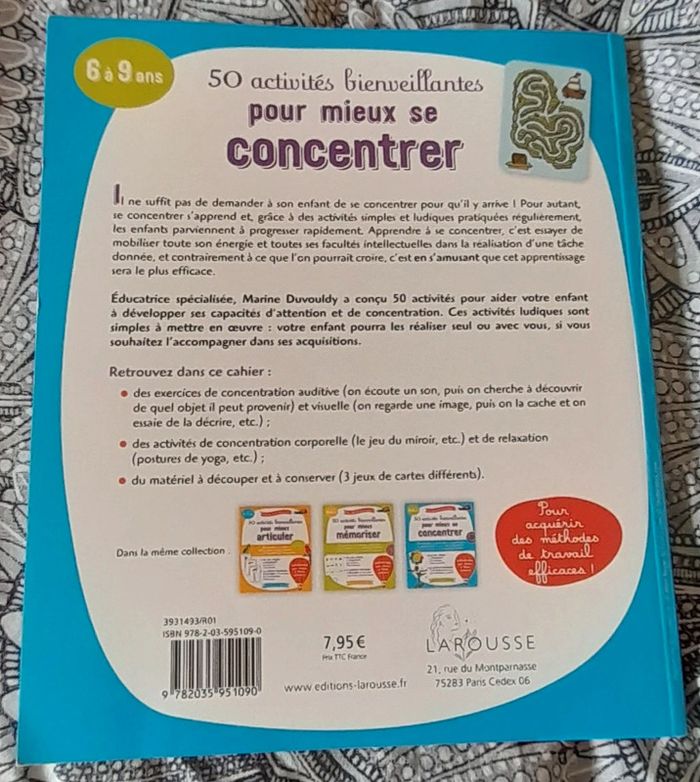 6 à 9 ans
50 activités bienveillantes
pour mieux se
concentrer
Il ne suffit pas de demander à son enfant de se concentrer pour qu'il y arrive ! Pour autant,
se concentrer s'apprend et, grâce à des activités simples et ludiques pratiquées régulièrement,
les enfants parviennent à progresser rapidement. Apprendre à se concentrer, c'est essayer de
mobiliser toute son énergie et toutes ses facultés intellectuelles dans la réalisation d'une tâche
donnée, et contrairement à ce que l'on pourrait croire, c'est en s'amusant que cet apprentissage
sera le plus efficace.
Éducatrice spécialisée, Marine Duvouldy a conçu 50 activités pour aider votre enfant
à développer ses capacités d'attention et de concentration. Ces activités ludiques sont
simples à mettre en œuvre : votre enfant pourra les réaliser seul ou avec vous, si vous
souhaitez l'accompagner dans ses acquisitions.
Retrouvez dans ce cahier :
• des exercices de concentration auditive (on écoute un son, puis on cherche à découvrir
de quel objet il peut provenir) et visuelle (on regarde une image, puis on la cache et on
essaie de la décrire, etc.) ;
• des activités de concentration corporelle (le jeu du miroir, etc.) et de relaxation
(postures de yoga, etc.) ;
• du matériel à découper et à conserver (3 jeux de cartes différents).
Dans la même collection :
50 activités bienveillantes
pour mieux
articuler
50 activités bienveillantes
pour mieux
mémoriser
50 activités bienveillantes
pour mieux se
concentrer
Pour
acquérir
des méthodes
de travail
efficaces !
3931493/R01
ISBN 978-2-03-595109-0
9 782035 951090
7,95 €
Prix TTC France
www.editions-larousse.fr
LAROUSSE
21, rue du Montparnasse
75283 Paris Cedex 06